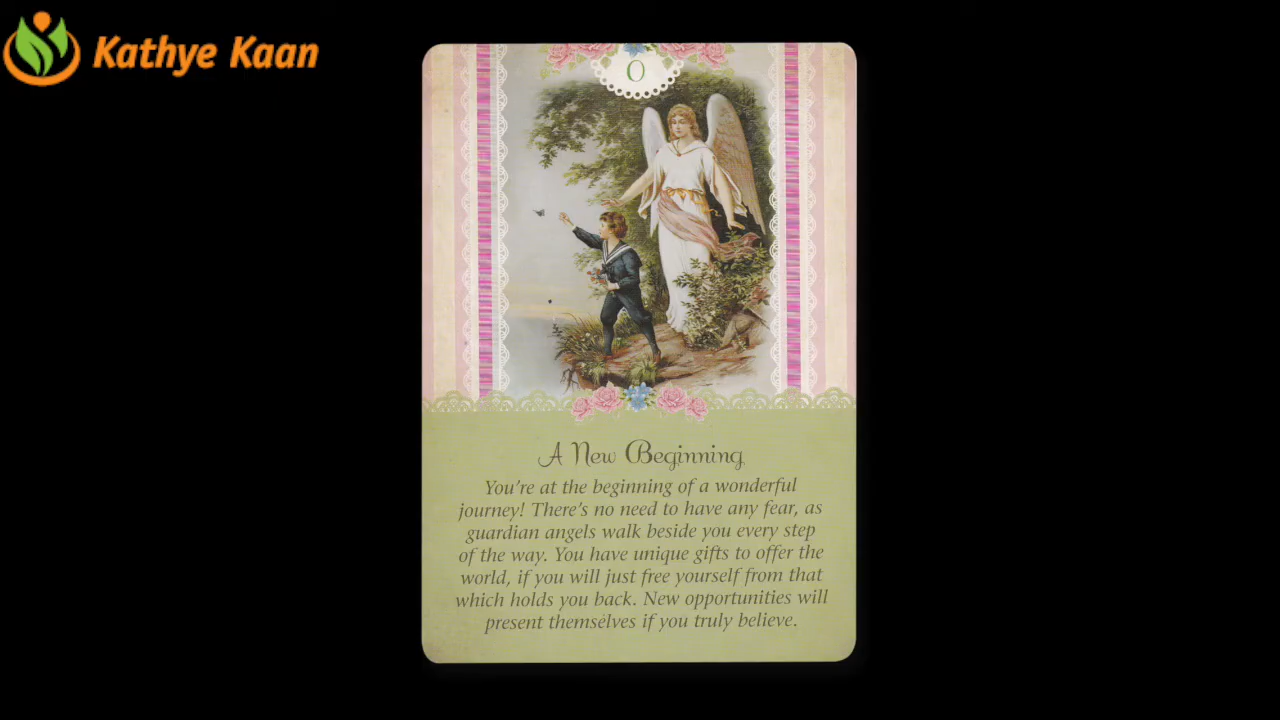 Kathye Kaan
0
A New Beginning
You're at the beginning of a wonderful
journey! There's no need to have any fear, as
guardian angels walk beside you every step
of the way. You have unique gifts to offer the
world, if you will just free yourself from that
which holds you back. New opportunities will
present themselves if you truly believe.